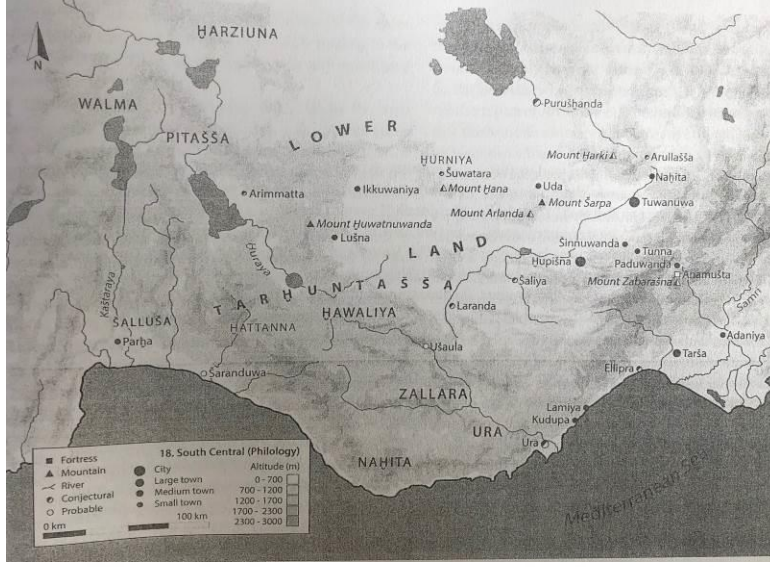 N
ḪARZIUNA
WALMA
PITAŠŠA
LOWER
LAND
Purušḫanda
ḪURNIYA
Šuwatara
Mount Ḫana
Mount Ḫarki
Arullašša
Naḫita
Arimmatta
Ikkuwaniya
Uda
Mount Šarpa
Tuwanuwa
Mount Arlanda
Mount Ḫuwatnuwanda
Lušna
Šinnuwanda
Tunna
Ḫupišna
Paduwanda
Apamušta
Mount Zabarašna
Ḫuraya
Šaliya
Kaštaraya
TARḪUNTAŠŠA
Laranda
ḪAWALIYA
Samri
ŠALLUŠA
HATTANNA
Parḫa
Ušaula
Adaniya
Tarša
Šaranduwa
Ellipra
ZALLARA
Lamiya
Kudupa
URA
Ura
NAḪITA
Mediterranean Sea
18. South Central (Philology)
Fortress
Mountain
River
Conjectural
Probable
City
Large town
Medium town
Small town
Altitude (m)
0 - 700
700 - 1200
1200 - 1700
1700 - 2300
2300 - 3000
0 km
100 km